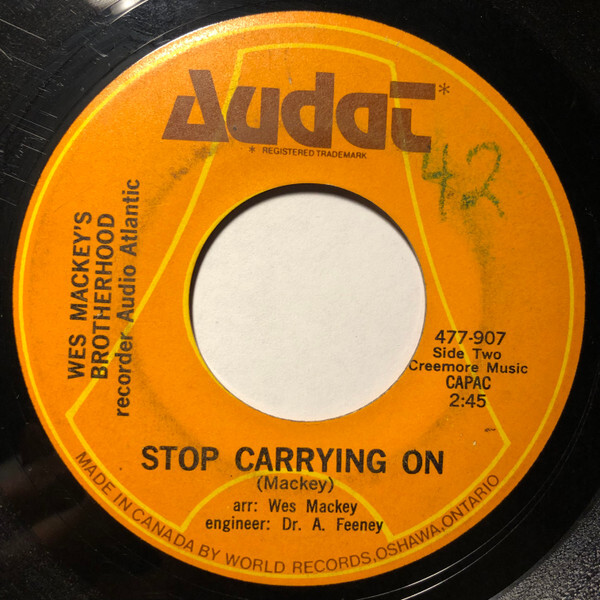 Audat*
* REGISTERED TRADEMARK
42
WES MACKEY'S
BROTHERHOOD
recorder Audio Atlantic
477-907
Side Two
Creemore Music
CAPAC
2:45
STOP CARRYING ON
(Mackey)
arr: Wes Mackey
engineer: Dr. A. Feeney
MADE IN CANADA BY WORLD RECORDS, OSHAWA, ONTARIO